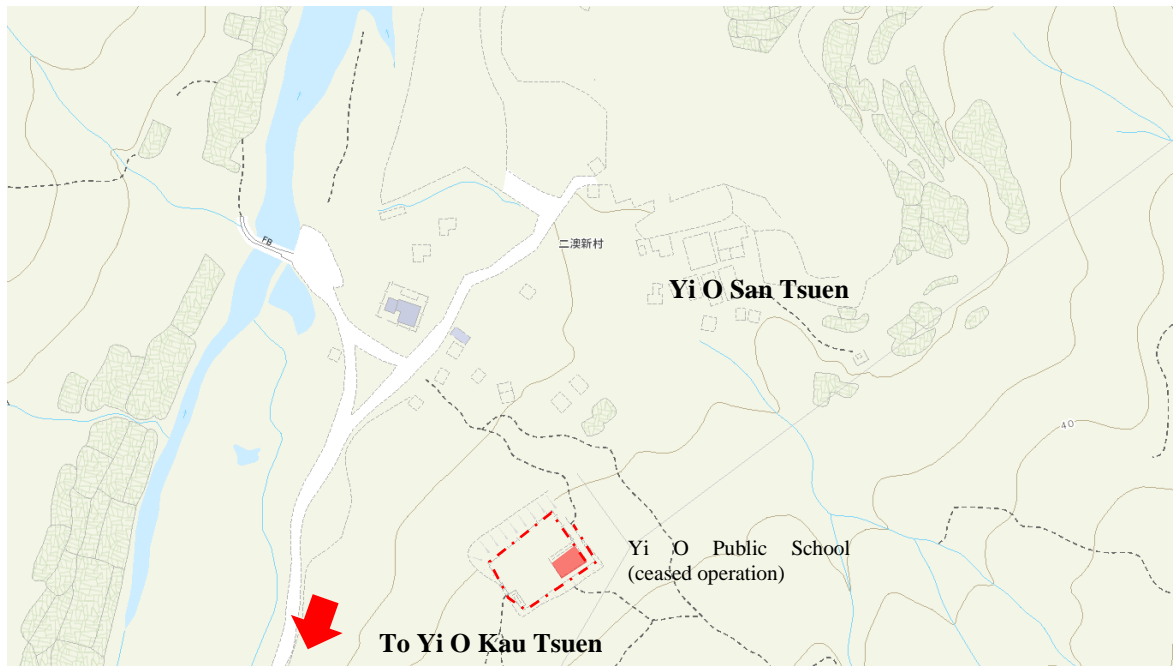 FB
二澳新村
Yi O San Tsuen
40
Yi O Public School
(ceased operation)
To Yi O Kau Tsuen